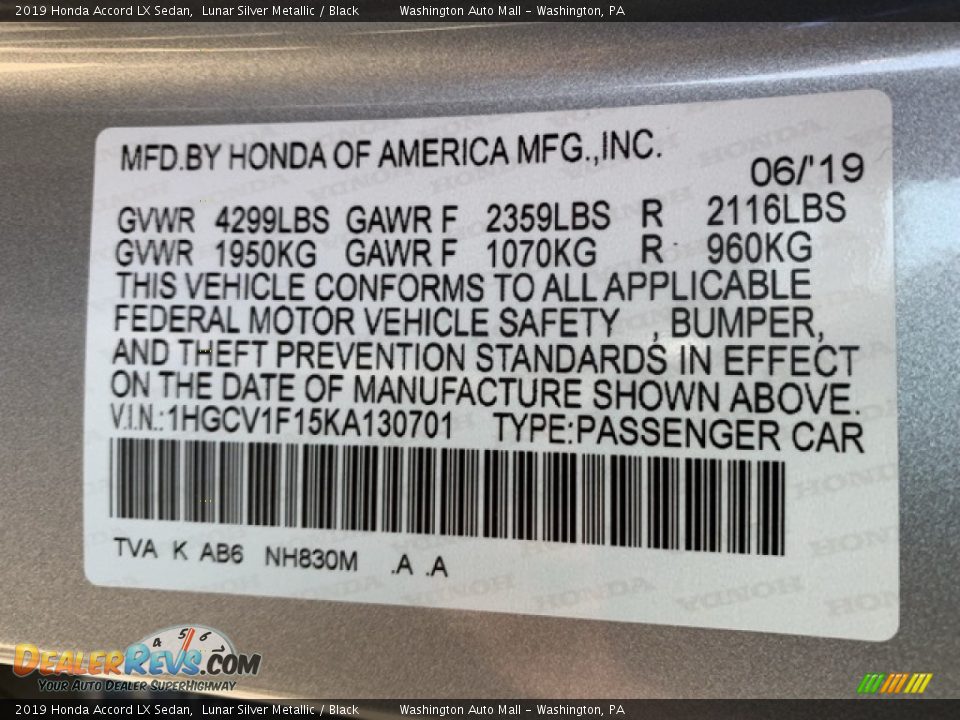 2019 Honda Accord LX Sedan, Lunar Silver Metallic / Black Washington Auto Mall - Washington, PA
MFD.BY HONDA OF AMERICA MFG.,INC.
06/'19
GVWR 4299LBS GAWR F 2359LBS R 2116LBS
GVWR 1950KG GAWR F 1070KG R 960KG
THIS VEHICLE CONFORMS TO ALL APPLICABLE
FEDERAL MOTOR VEHICLE SAFETY , BUMPER,
AND THEFT PREVENTION STANDARDS IN EFFECT
ON THE DATE OF MANUFACTURE SHOWN ABOVE.
V.I.N.:1HGCV1F15KA130701 TYPE:PASSENGER CAR
TVA K AB6 NH830M .A .A
4 5 6
DEALERREVS.COM
YOUR AUTO DEALER SUPERHIGHWAY
2019 Honda Accord LX Sedan, Lunar Silver Metallic / Black Washington Auto Mall - Washington, PA